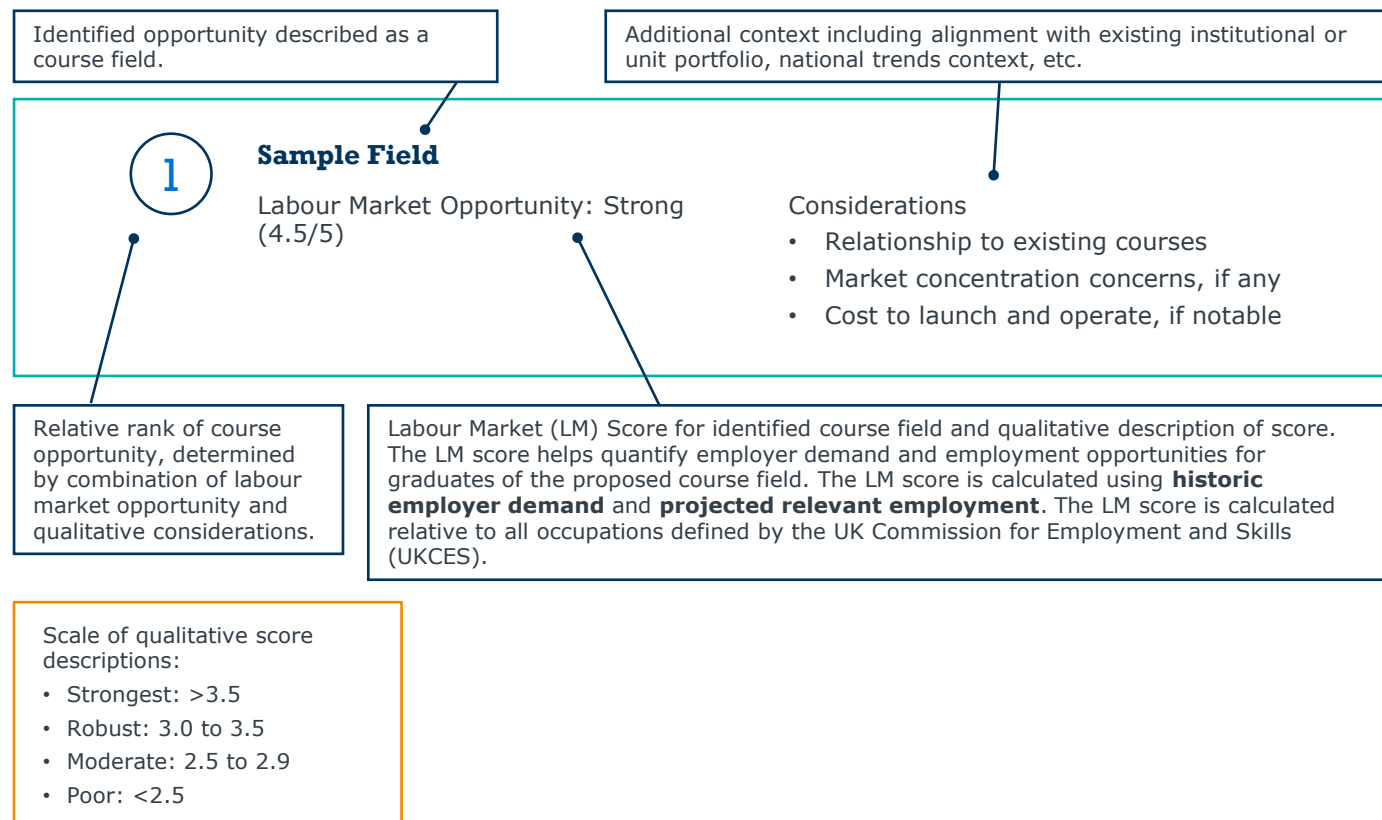 Identified opportunity described as a
course field.
Additional context including alignment with existing institutional or
unit portfolio, national trends context, etc.
1
Sample Field
Labour Market Opportunity: Strong
(4.5/5)
Considerations
• Relationship to existing courses
• Market concentration concerns, if any
• Cost to launch and operate, if notable
Relative rank of course
opportunity, determined
by combination of labour
market opportunity and
qualitative considerations.
Labour Market (LM) Score for identified course field and qualitative description of score.
The LM score helps quantify employer demand and employment opportunities for
graduates of the proposed course field. The LM score is calculated using historic
employer demand and projected relevant employment. The LM score is calculated
relative to all occupations defined by the UK Commission for Employment and Skills
(UKCES).
Scale of qualitative score
descriptions:
• Strongest: >3.5
• Robust: 3.0 to 3.5
• Moderate: 2.5 to 2.9
• Poor: <2.5